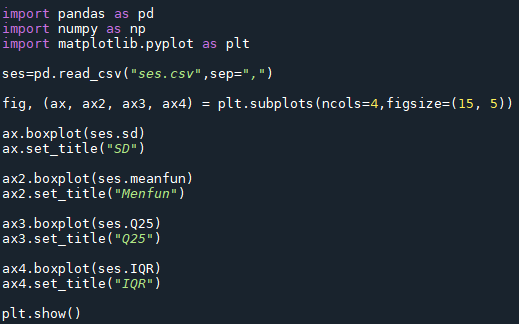 import pandas as pd
import numpy as np
import matplotlib.pyplot as plt
ses=pd.read_csv("ses.csv",sep=",")
fig, (ax, ax2, ax3, ax4) = plt.subplots(ncols=4,figsize=(15, 5))
ax.boxplot(ses.sd)
ax.set_title("SD")
ax2.boxplot(ses.meanfun)
ax2.set_title("Menfun")
ax3.boxplot(ses.Q25)
ax3.set_title("Q25")
ax4.boxplot(ses.IQR)
ax4.set_title("IQR")
plt.show()